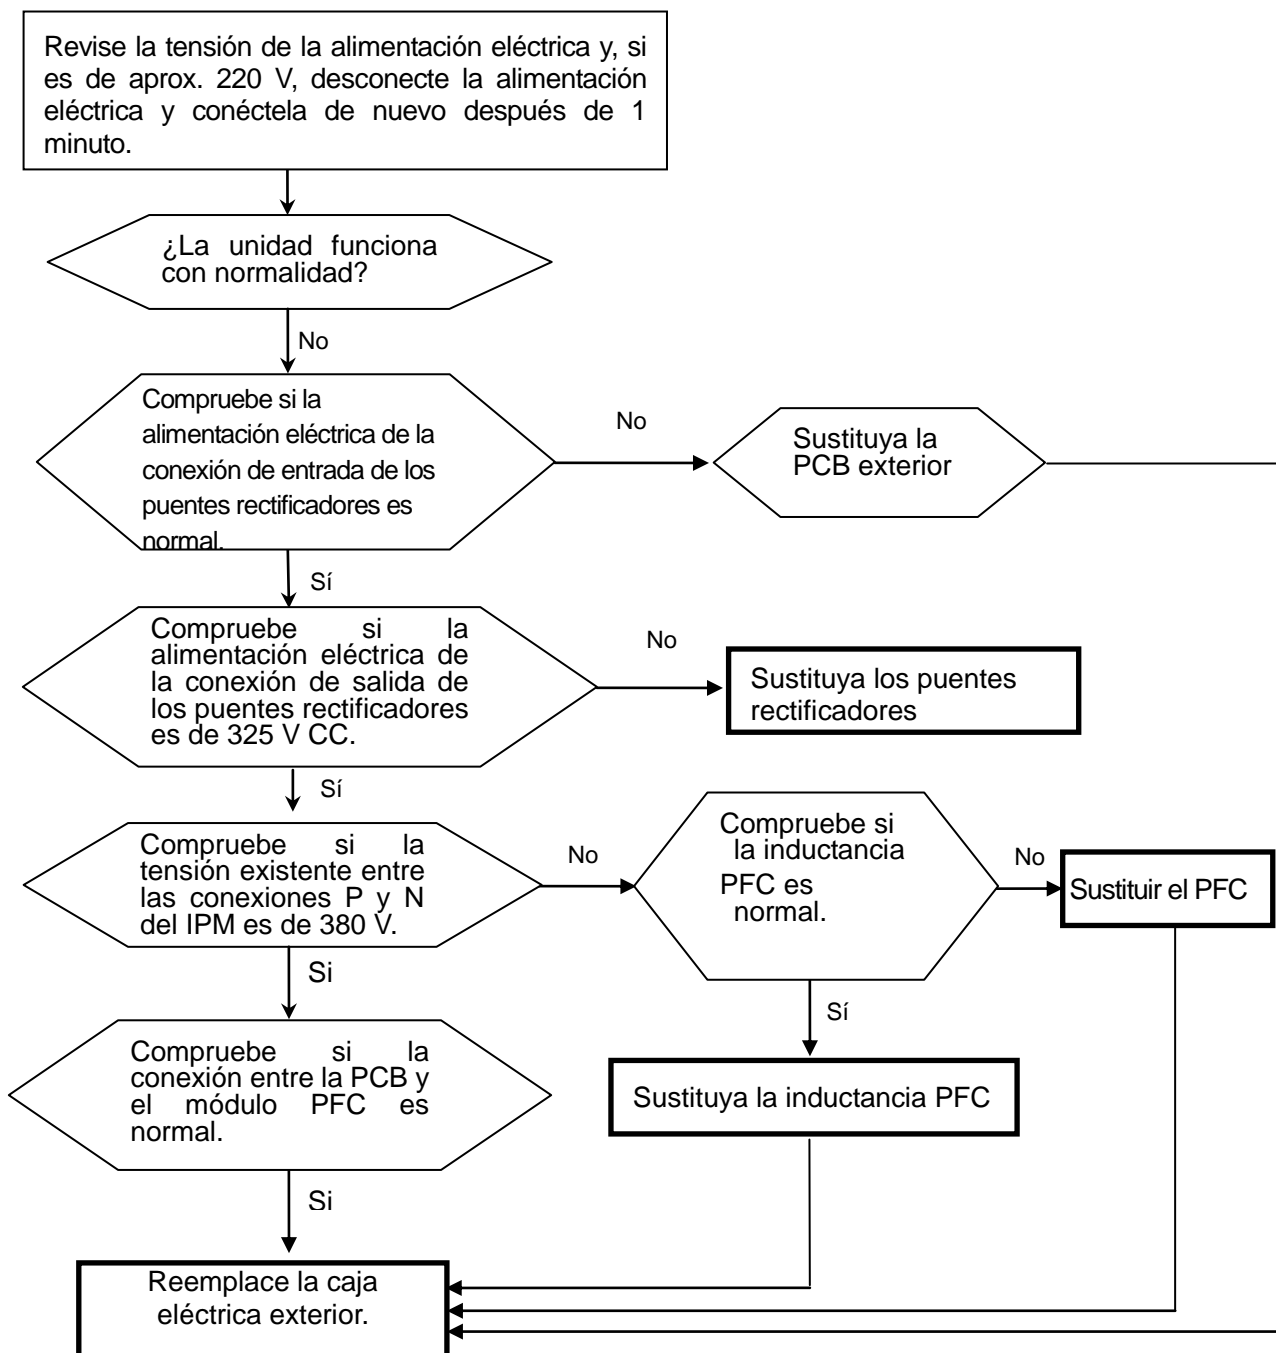 Revise la tensión de la alimentación eléctrica y, si
es de aprox. 220 V, desconecte la alimentación
eléctrica y conéctela de nuevo después de 1
minuto.
¿La unidad funciona
con normalidad?
No
Compruebe si la
alimentación eléctrica de la
conexión de entrada de los
puentes rectificadores es
normal.
No
Sustituya la
PCB exterior
Sí
Compruebe si la
alimentación eléctrica de
la conexión de salida de
los puentes rectificadores
es de 325 V CC.
No
Sustituya los puentes
rectificadores
Sí
Compruebe si la
tensión existente entre
las conexiones P y N
del IPM es de 380 V.
No
Compruebe si
la inductancia
PFC es
normal.
No
Sustituir el PFC
Si
Sí
Compruebe si la
conexión entre la PCB y
el módulo PFC es
normal.
Sustituya la inductancia PFC
Si
Reemplace la caja
eléctrica exterior.